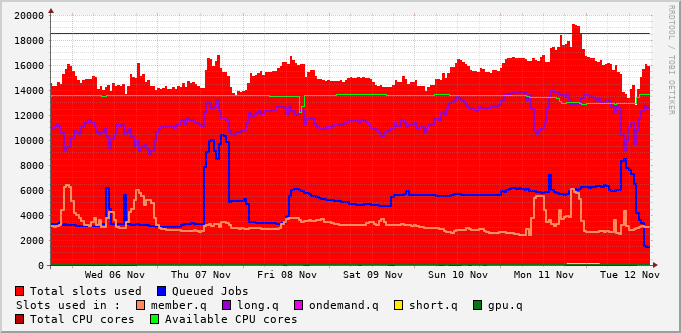 20000
18000
16000
14000
12000
10000
8000
6000
4000
2000
0
Wed 06 Nov Thu 07 Nov Fri 08 Nov Sat 09 Nov Sun 10 Nov Mon 11 Nov Tue 12 Nov
Total slots used Queued Jobs
Slots used in : member.q long.q ondemand.q short.q gpu.q
Total CPU cores Available CPU cores
RRDTOOL / TOBI OETIKER